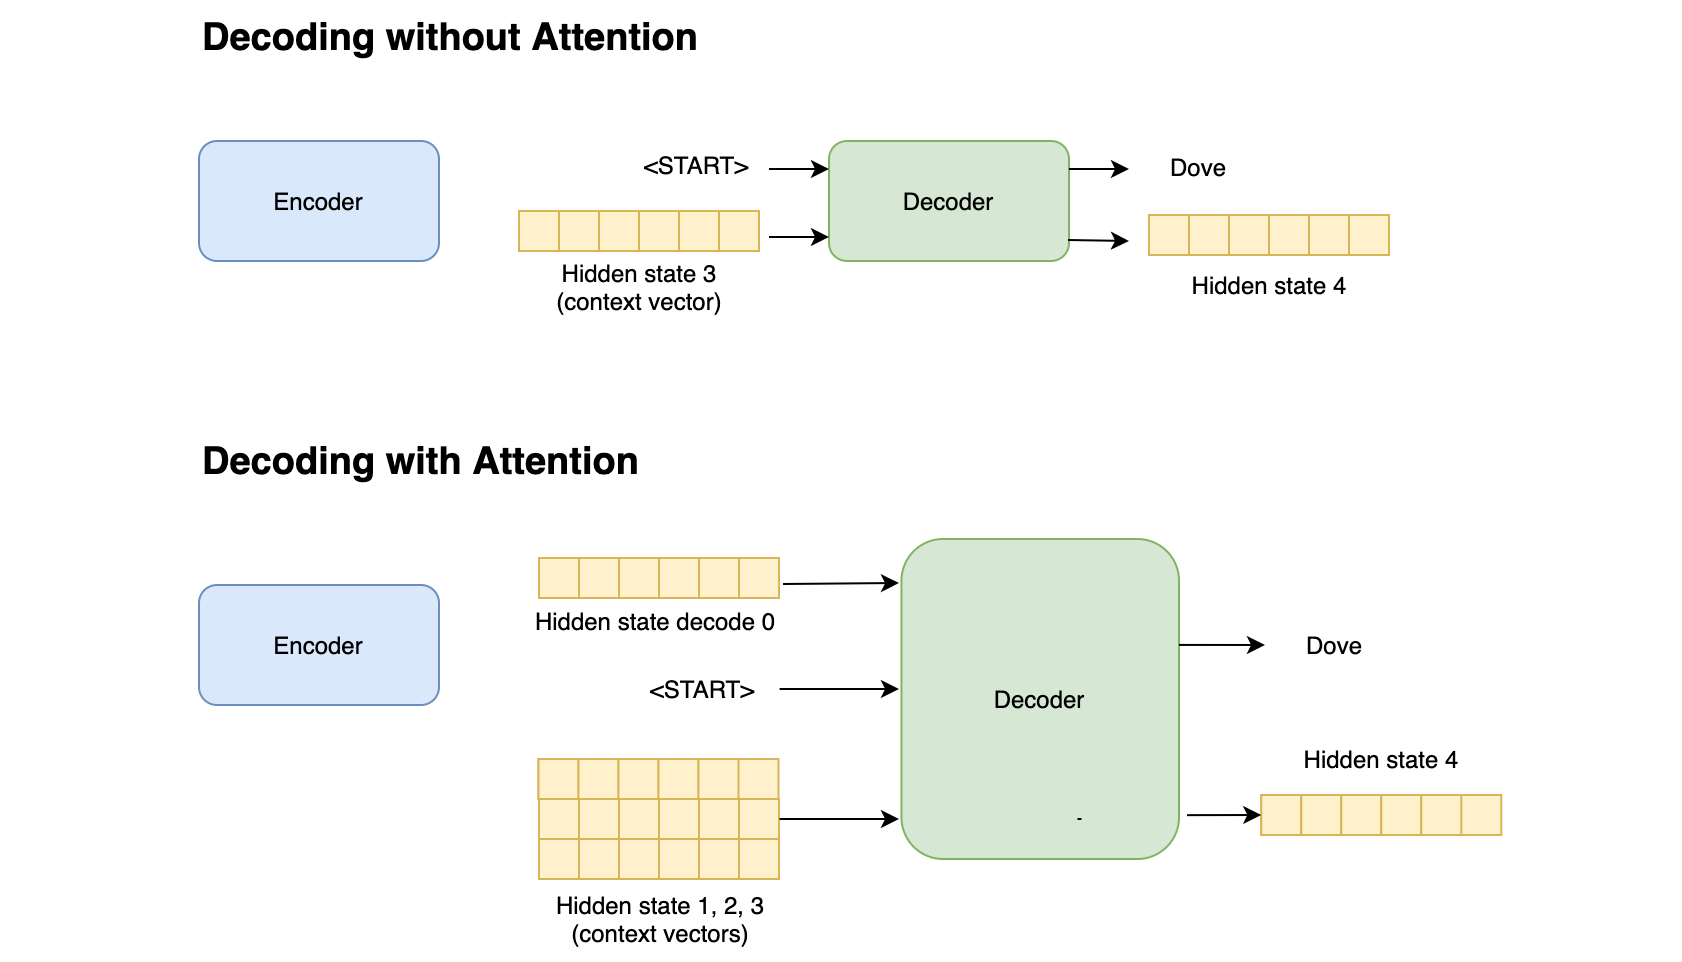 Decoding without Attention
Encoder
<START>
Hidden state 3
(context vector)
Decoder
Dove
Hidden state 4
Decoding with Attention
Encoder
Hidden state decode 0
<START>
Hidden state 1, 2, 3
(context vectors)
Decoder
-
Dove
Hidden state 4